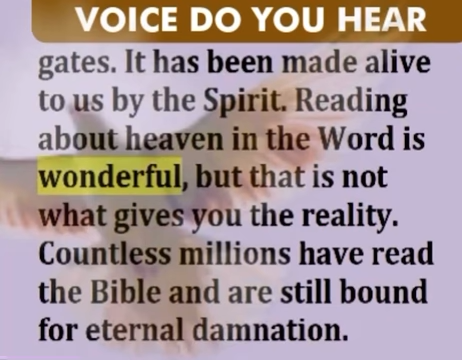 VOICE DO YOU HEAR
gates. It has been made alive
to us by the Spirit. Reading
about heaven in the Word is
wonderful, but that is not
what gives you the reality.
Countless millions have read
the Bible and are still bound
for eternal damnation.